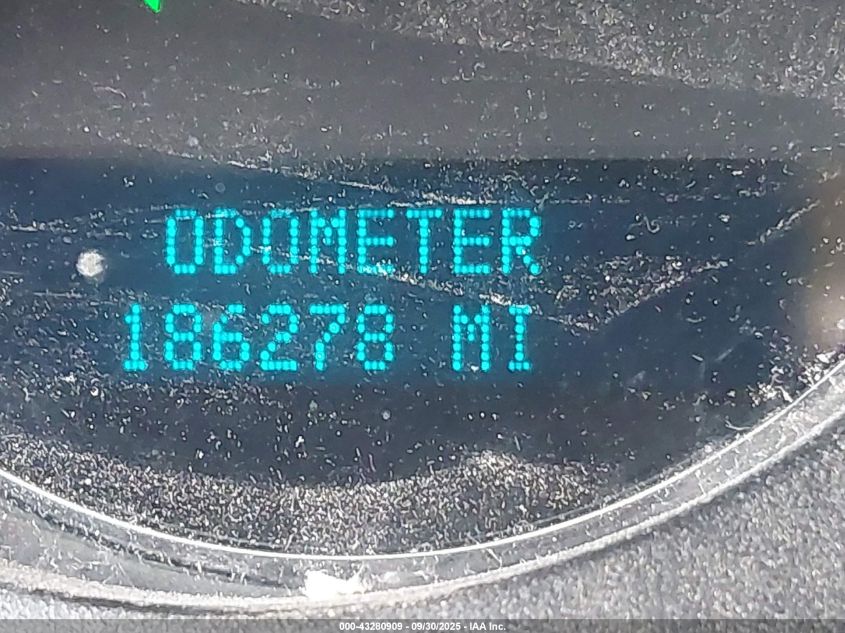 ODOMETER
186278 MI
000-43280909 - 09/30/2025 - IAA Inc.